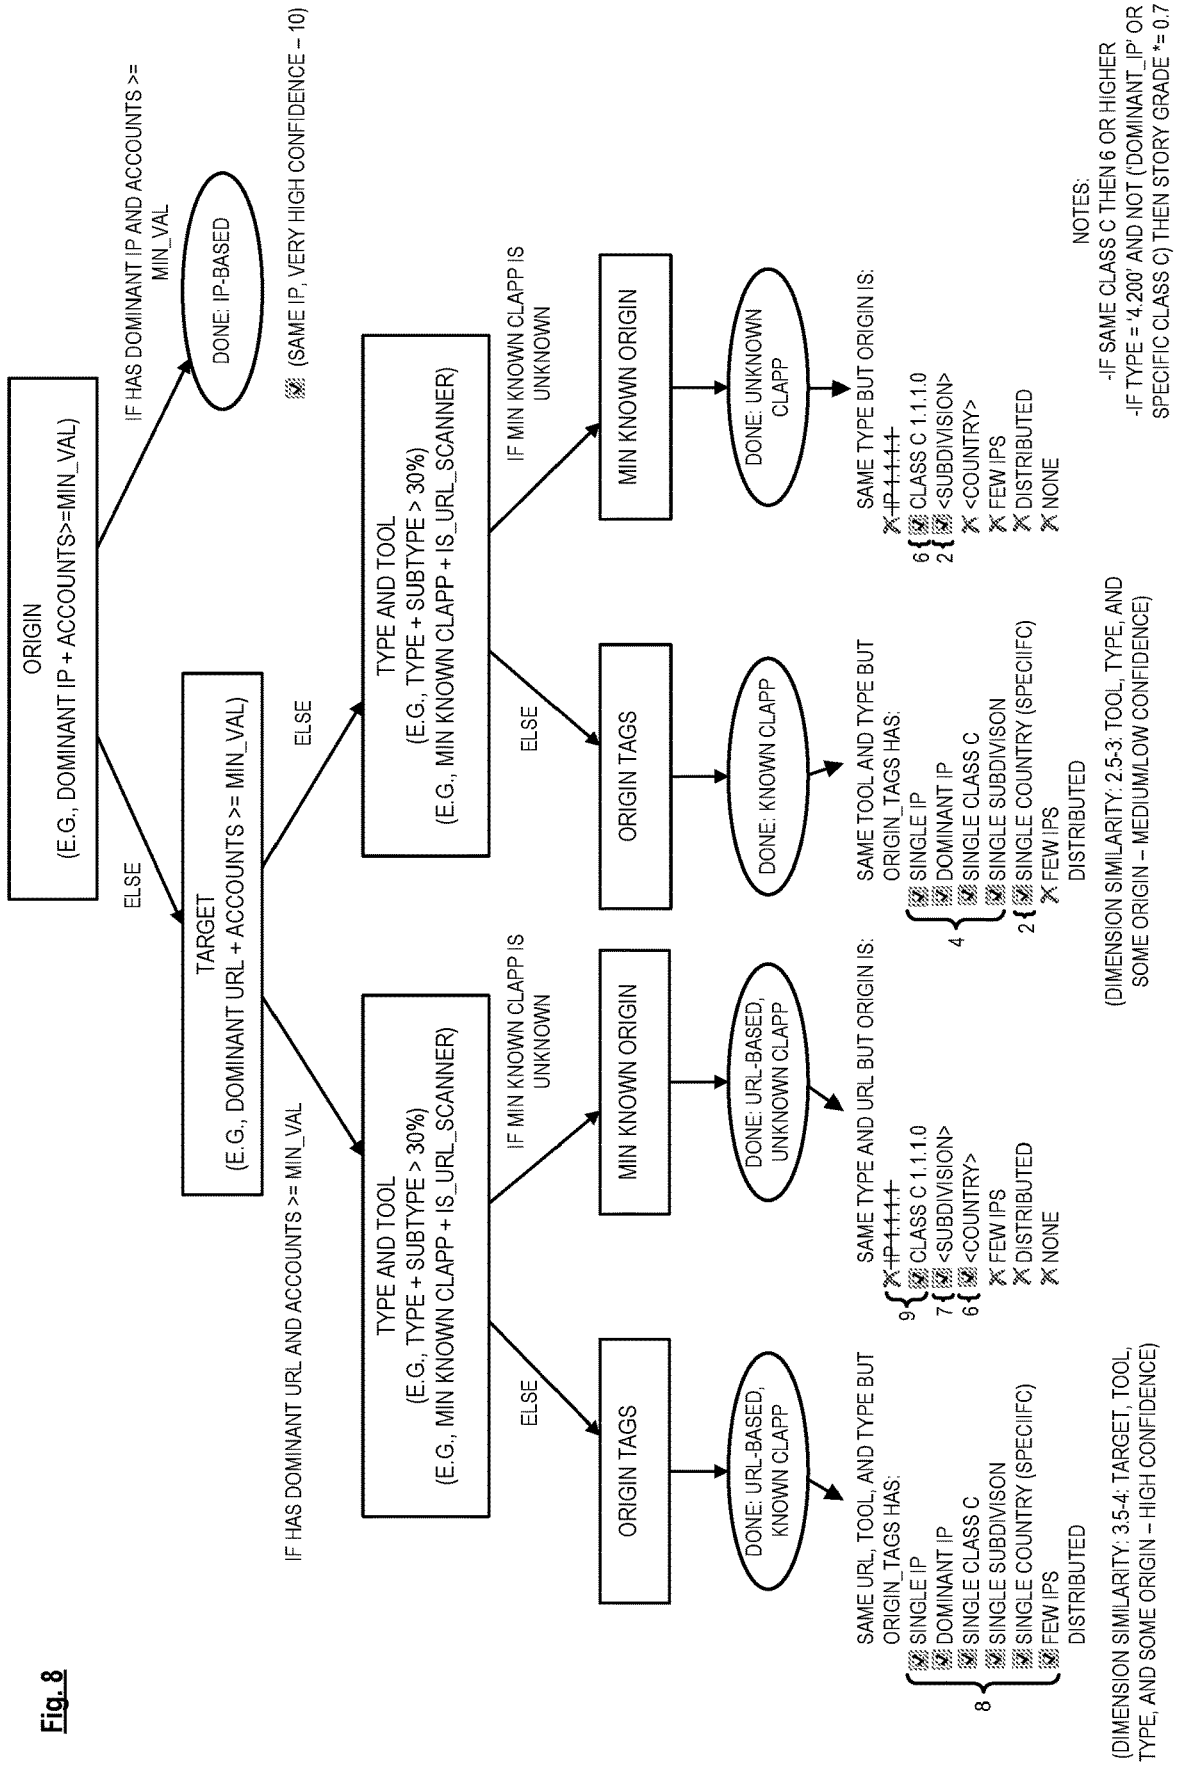 Fig. 8
ORIGIN
(E.G., DOMINANT IP + ACCOUNTS>=MIN_VAL)
IF HAS DOMINANT IP AND ACCOUNTS >=
MIN_VAL
DONE: IP-BASED
(SAME IP, VERY HIGH CONFIDENCE – 10)
ELSE
TARGET
(E.G., DOMINANT URL + ACCOUNTS >= MIN_VAL)
IF HAS DOMINANT URL AND ACCOUNTS >= MIN_VAL
ELSE
TYPE AND TOOL
(E.G., TYPE + SUBTYPE > 30%)
(E.G., MIN KNOWN CLAPP + IS_URL_SCANNER)
TYPE AND TOOL
(E.G., TYPE + SUBTYPE > 30%)
(E.G., MIN KNOWN CLAPP + IS_URL_SCANNER)
ELSE
IF MIN KNOWN CLAPP IS
UNKNOWN
ELSE
IF MIN KNOWN CLAPP IS
UNKNOWN
ORIGIN TAGS
MIN KNOWN ORIGIN
ORIGIN TAGS
MIN KNOWN ORIGIN
DONE: URL-BASED,
KNOWN CLAPP
DONE: URL-BASED,
UNKNOWN CLAPP
DONE: KNOWN CLAPP
DONE: UNKNOWN
CLAPP
SAME URL, TOOL, AND TYPE BUT
ORIGIN_TAGS HAS:
SINGLE IP
DOMINANT IP
SINGLE CLASS C
SINGLE SUBDIVISON
SINGLE COUNTRY (SPECIIFC)
FEW IPS
DISTRIBUTED
8
(DIMENSION SIMILARITY: 3.5-4: TARGET, TOOL,
TYPE, AND SOME ORIGIN – HIGH CONFIDENCE)
SAME TYPE AND URL BUT ORIGIN IS:
IP 1.1.1.1
9 CLASS C 1.1.1.0
7 <SUBDIVISION>
6 <COUNTRY>
FEW IPS
DISTRIBUTED
NONE
SAME TOOL AND TYPE BUT
ORIGIN_TAGS HAS:
SINGLE IP
DOMINANT IP
SINGLE CLASS C
SINGLE SUBDIVISON
4
2 SINGLE COUNTRY (SPECIIFC)
FEW IPS
DISTRIBUTED
(DIMENSION SIMILARITY: 2.5-3: TOOL, TYPE, AND
SOME ORIGIN – MEDIUM/LOW CONFIDENCE)
SAME TYPE BUT ORIGIN IS:
IP 1.1.1.1
6 CLASS C 1.1.1.0
2 <SUBDIVISION>
<COUNTRY>
FEW IPS
DISTRIBUTED
NONE
NOTES:
-IF SAME CLASS C THEN 6 OR HIGHER
-IF TYPE = '4.200' AND NOT ('DOMINANT_IP' OR
SPECIFIC CLASS C) THEN STORY GRADE *= 0.7